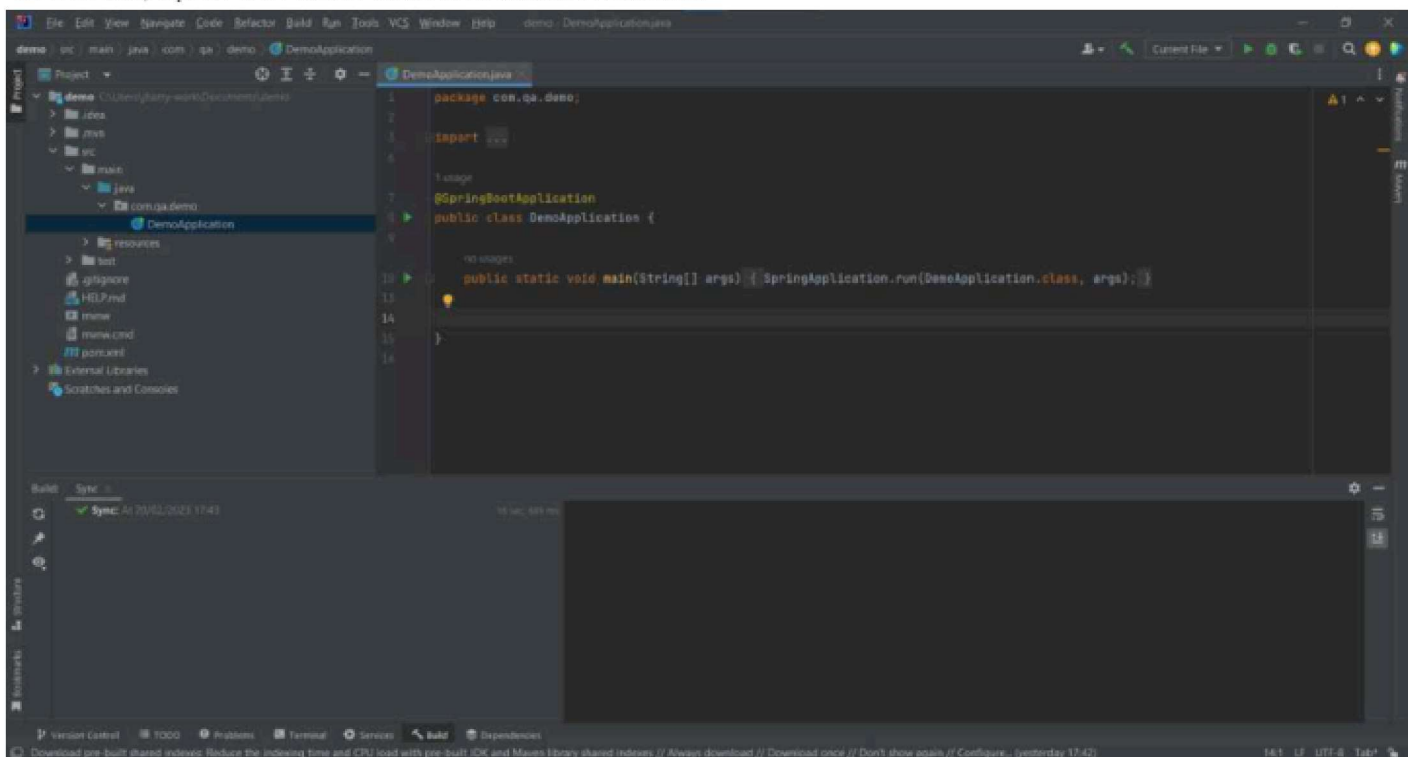 File Edit View Navigate Code Refactor Build Run Tools VCS Window Help demo - DemoApplication.java
demo src main java com qa demo DemoApplication
Current File
Project
Project
DemoApplication.java
demo
.idea
.mvn
src
main
java
com.qa.demo
DemoApplication
resources
test
.gitignore
HELP.md
mvnw
mvnw.cmd
pom.xml
External Libraries
Scratches and Consoles
1 package com.qa.demo;
2
3 import ...
6
1 usage
7 @SpringBootApplication
8 public class DemoApplication {
9
no usages
10 public static void main(String[] args) { SpringApplication.run(DemoApplication.class, args); }
13
14
15 }
16
1
Notifications
Maven
Build: Sync
Sync: At 20/02/2023 17:43
Structure
Bookmarks
Version Control TODO Problems Terminal Services Build Dependencies
Download pre-built shared indexes: Reduce the indexing time and CPU load with pre-built JDK and Maven library shared indexes // Always download // Download once // Don't show again // Configure... (yesterday 17:42) 14:1 LF UTF-8 Tab*